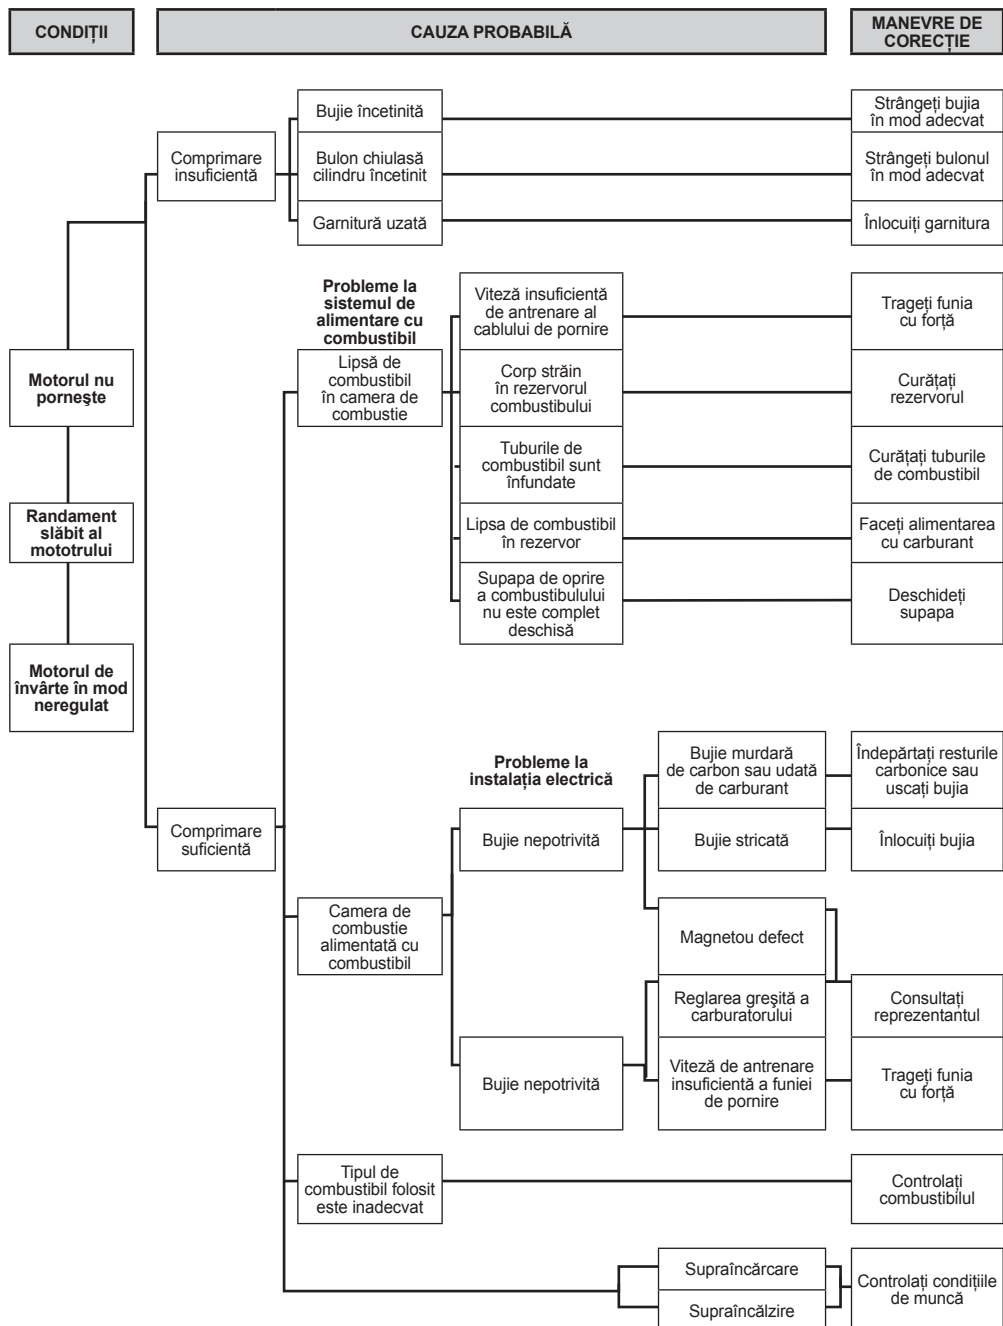 CONDIȚII
CAUZA PROBABILĂ
MANEVRE DE
CORECȚIE
Comprimare
insuficientă
Bujie încetinită
Strângeți bujia
în mod adecvat
Bulon chiulasă
cilindru încetinit
Strângeți bulonul
în mod adecvat
Garnitură uzată
Înlocuiți garnitura
Motorul nu
porneşte
Randament
slăbit al
mototrului
Motorul de
învârte în mod
neregulat
Probleme la
sistemul de
alimentare cu
combustibil
Lipsă de
combustibil
în camera de
combustie
Viteză insuficientă
de antrenare al
cablului de pornire
Trageți funia
cu forță
Corp străin
în rezervorul
combustibului
Curățați
rezervorul
Tuburile de
combustibil sunt
înfundate
Curățați tuburile
de combustibil
Lipsa de combustibil
în rezervor
Faceți alimentarea
cu carburant
Supapa de oprire
a combustibulului
nu este complet
deschisă
Deschideți
supapa
Comprimare
suficientă
Probleme la
instalația electrică
Bujie nepotrivită
Bujie murdară
de carbon sau udată
de carburant
Îndepărtați resturile
carbonice sau
uscați bujia
Bujie stricată
Înlocuiți bujia
Camera de
combustie
alimentată cu
combustibil
Magnetou defect
Reglarea greşită a
carburatorului
Consultați
reprezentantul
Bujie nepotrivită
Viteză de antrenare
insuficientă a funiei
de pornire
Trageți funia
cu forță
Tipul de
combustibil folosit
este inadecvat
Controlați
combustibilul
Supraîncărcare
Supraîncălzire
Controlați condițiile
de muncă